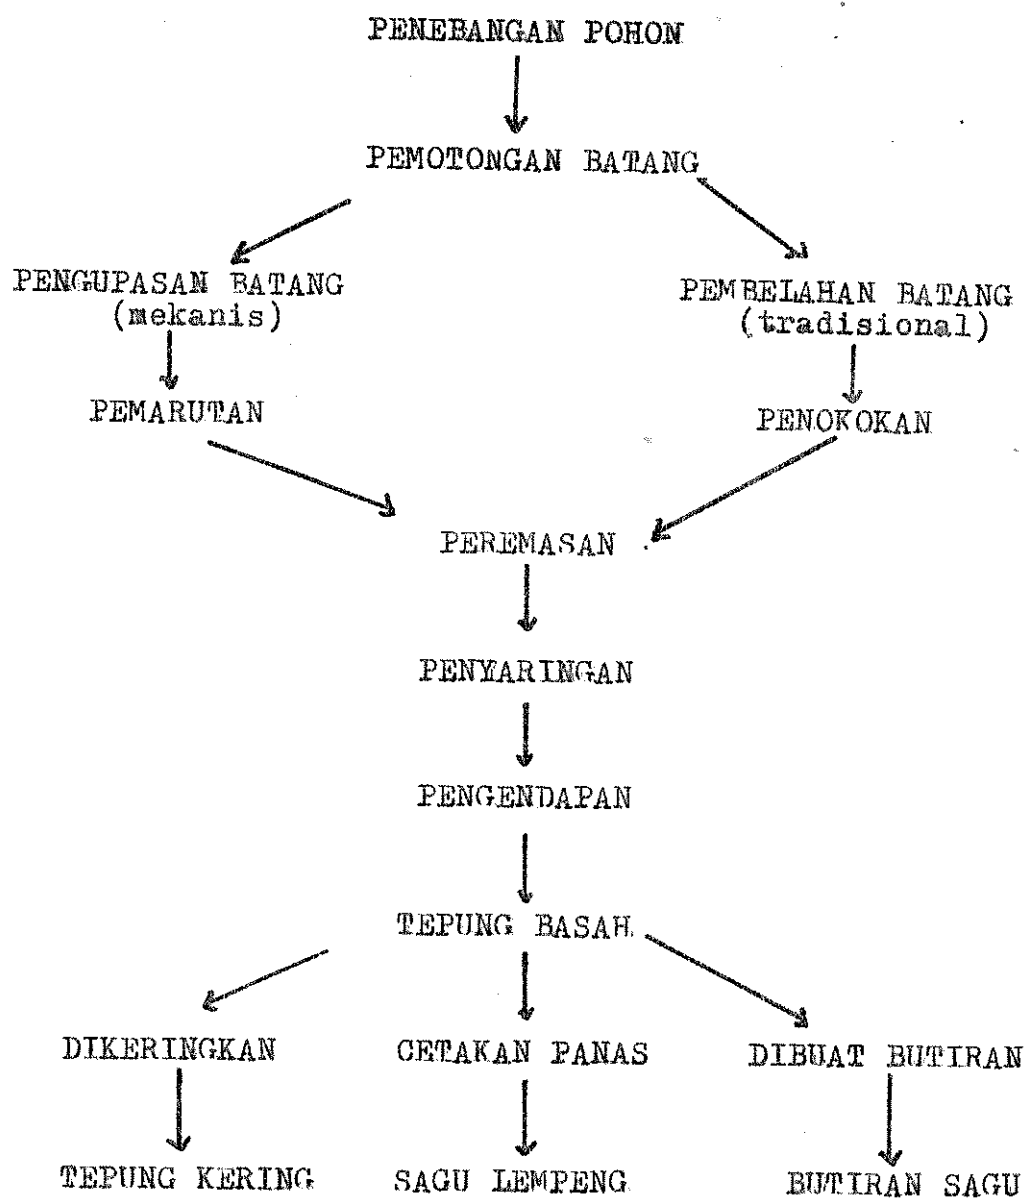 PENEBANGAN POHON
PEMOTONGAN BATANG
PENGUPASAN BATANG
(mekanis)
PEMBELAHAN BATANG
(tradisional)
PEMARUTAN
PENOKOKAN
PEREMASAN
PENYARINGAN
PENGENDAPAN
TEPUNG BASAH
DIKERINGKAN
CETAKAN PANAS
DIBUAT BUTIRAN
TEPUNG KERING
SAGU LEMPENG
BUTIRAN SAGU